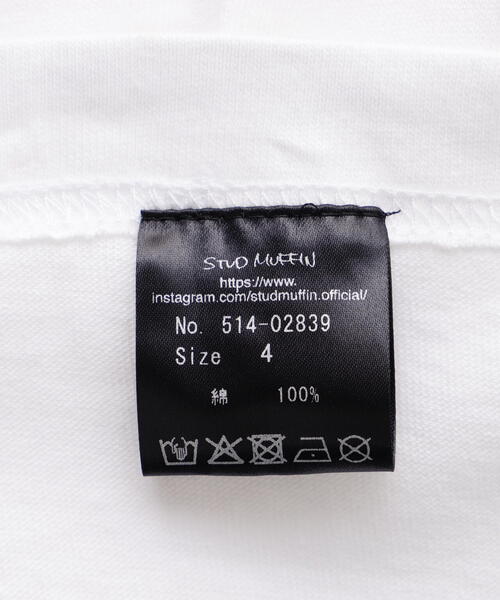 STUD MUFFIN
https://www.
instagram.com/studmuffin.official/
No. 514-02839
Size 4
綿 100%